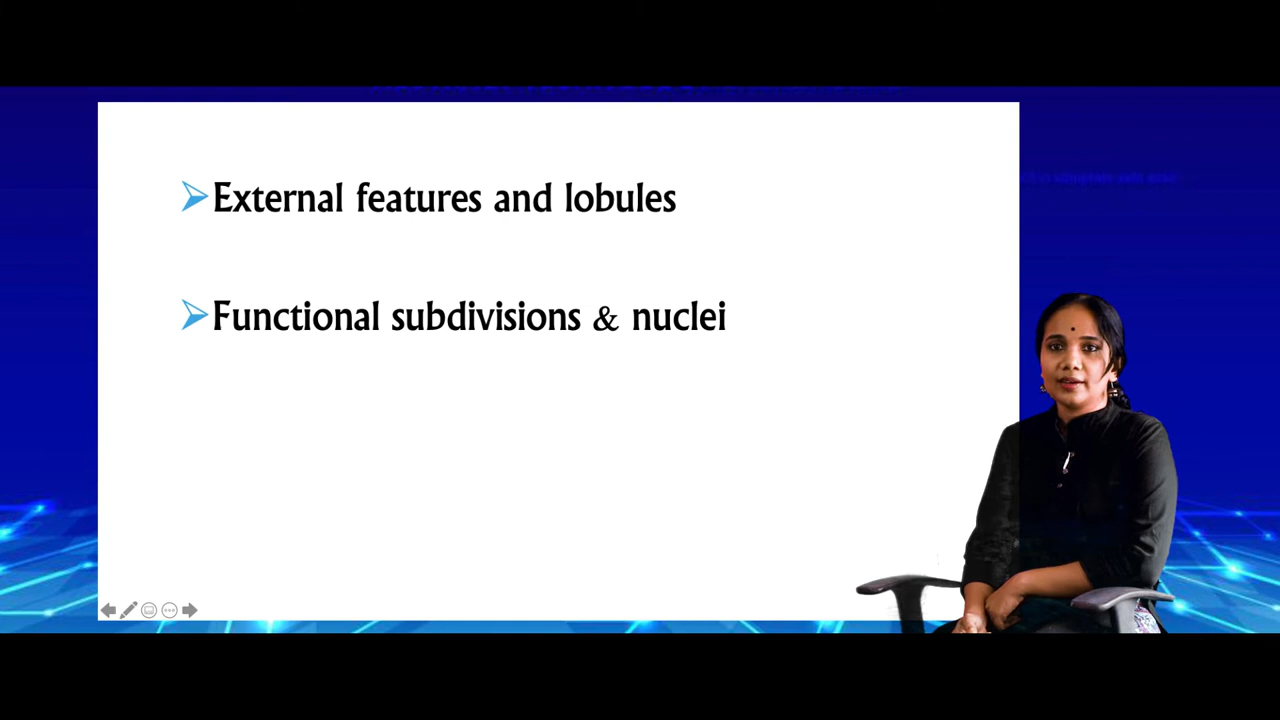 External features and lobules
Functional subdivisions & nuclei